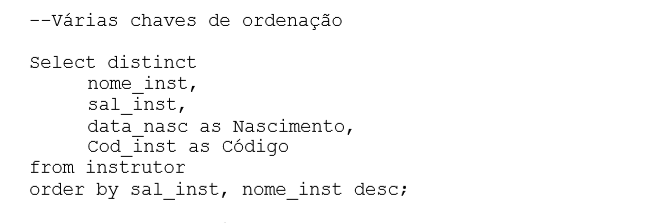 --Várias chaves de ordenação
Select distinct
nome_inst,
sal_inst,
data_nasc as Nascimento,
Cod_inst as Código
from instrutor
order by sal_inst, nome_inst desc;